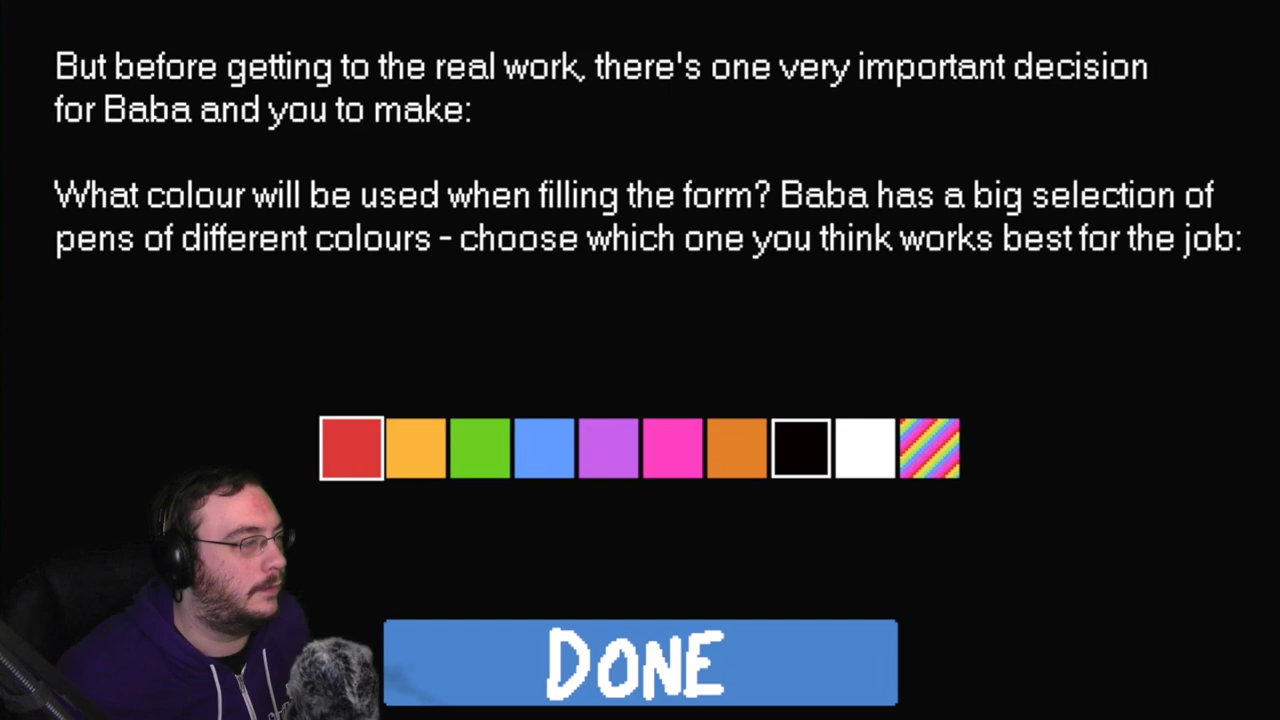 But before getting to the real work, there's one very important decision
for Baba and you to make:
What colour will be used when filling the form? Baba has a big selection of
pens of different colours - choose which one you think works best for the job:
DONE